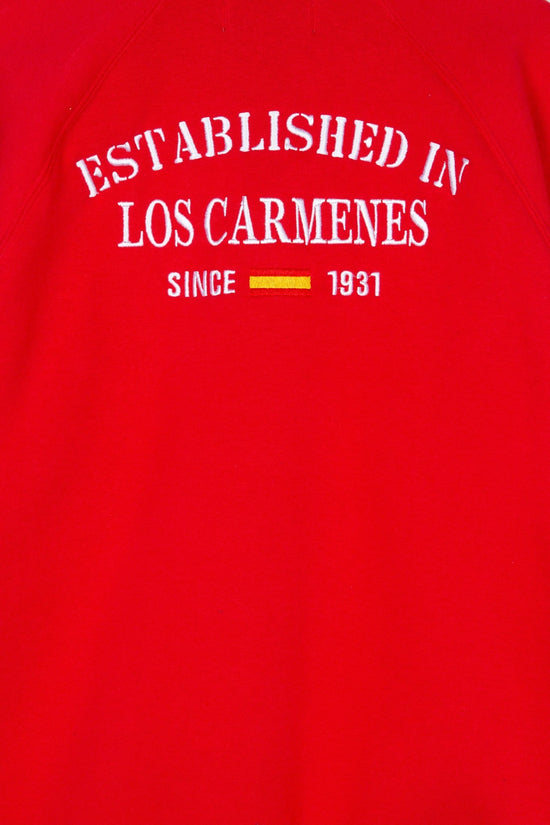 ESTABLISHED IN
LOS CARMENES
SINCE 1931